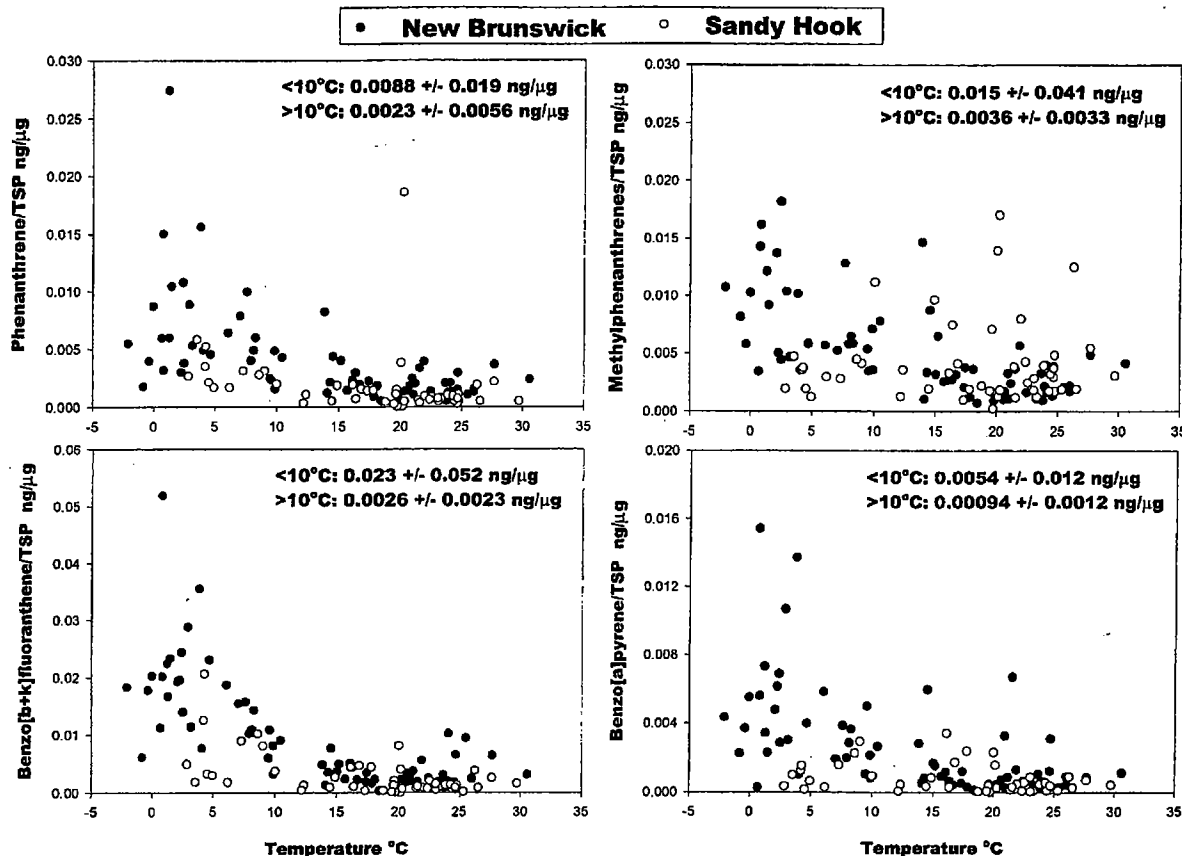 ● New Brunswick ○ Sandy Hook
Phenanthrene/TSP ng/μg
0.030
0.025
0.020
0.015
0.010
0.005
0.000
<10°C: 0.0088 +/- 0.019 ng/μg
>10°C: 0.0023 +/- 0.0056 ng/μg
-5 0 5 10 15 20 25 30 35
Methylphenanthrenes/TSP ng/μg
0.030
0.025
0.020
0.015
0.010
0.005
0.000
<10°C: 0.015 +/- 0.041 ng/μg
>10°C: 0.0036 +/- 0.0033 ng/μg
-5 0 5 10 15 20 25 30 35
Benzo[b+k]fluoranthene/TSP ng/μg
0.06
0.05
0.04
0.03
0.02
0.01
0.00
<10°C: 0.023 +/- 0.052 ng/μg
>10°C: 0.0026 +/- 0.0023 ng/μg
-5 0 5 10 15 20 25 30 35
Temperature °C
Benzo[a]pyrene/TSP ng/μg
0.020
0.016
0.012
0.008
0.004
0.000
<10°C: 0.0054 +/- 0.012 ng/μg
>10°C: 0.00094 +/- 0.0012 ng/μg
-5 0 5 10 15 20 25 30 35
Temperature °C